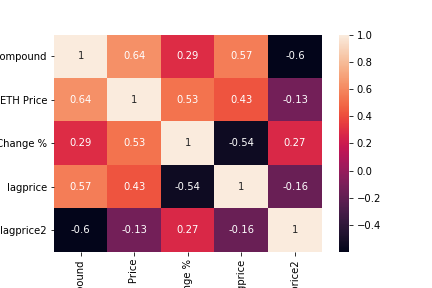 ompound 1 0.64 0.29 0.57 -0.6
ETH Price 0.64 1 0.53 0.43 -0.13
Change % 0.29 0.53 1 -0.54 0.27
lagprice 0.57 0.43 -0.54 1 -0.16
lagprice2 -0.6 -0.13 0.27 -0.16 1
ound
Price
nge %
gprice
price2
1.0
0.8
0.6
0.4
0.2
0.0
−0.2
−0.4